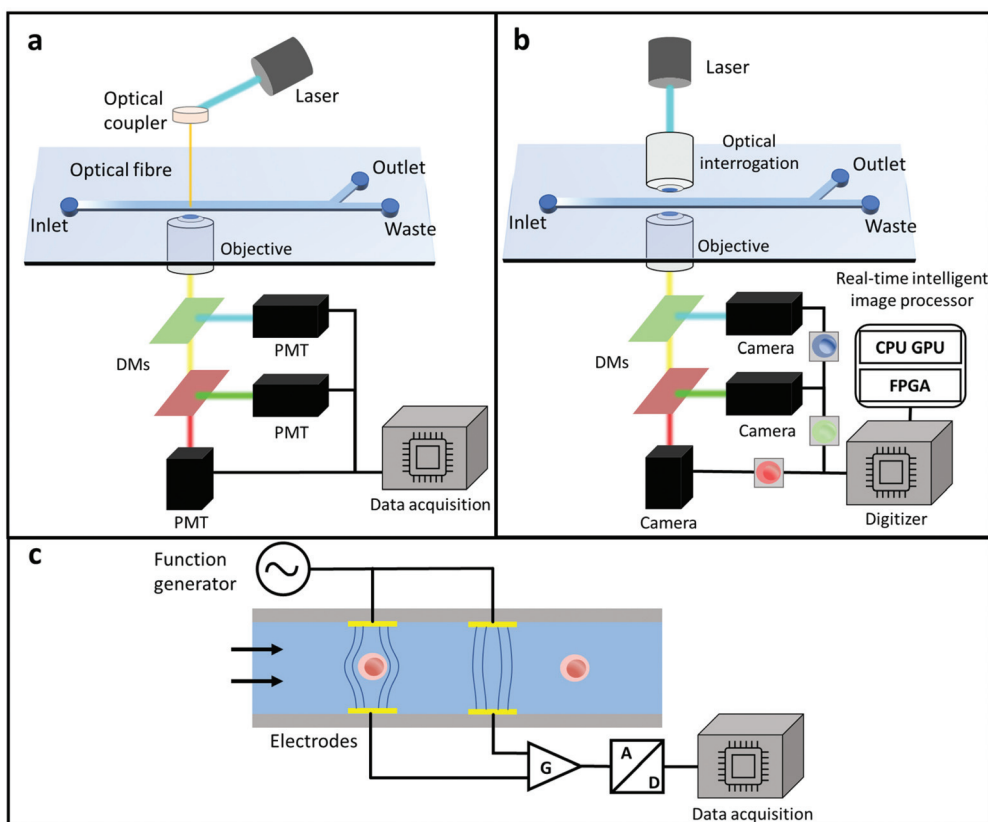 a
Laser
Optical
coupler
Optical fibre
Outlet
Inlet
Waste
Objective
PMT
DMs
PMT
PMT
Data acquisition
b
Laser
Optical
interrogation
Outlet
Inlet
Waste
Objective
Real-time intelligent
image processor
Camera
CPU GPU
DMs
FPGA
Camera
Camera
Digitizer
c
Function
generator
Electrodes
G
A
D
Data acquisition